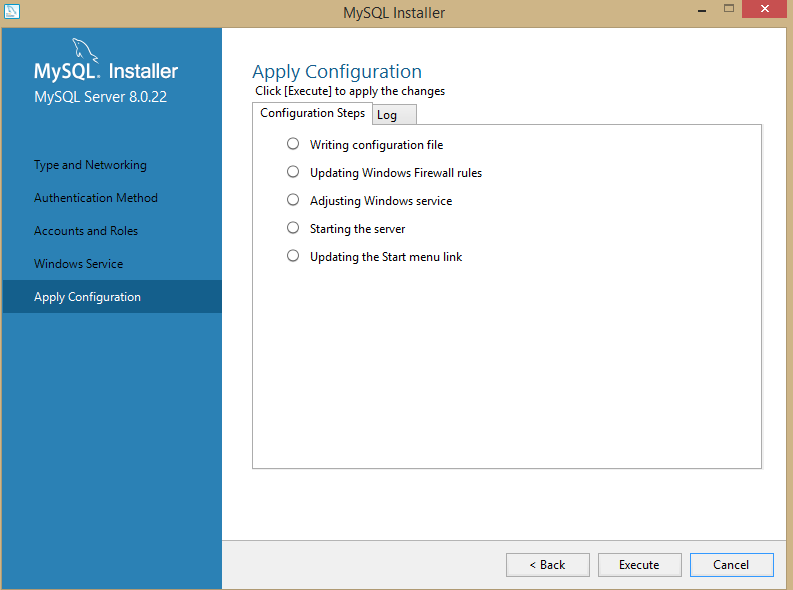 MySQL Installer
MySQL. Installer
MySQL Server 8.0.22
Type and Networking
Authentication Method
Accounts and Roles
Windows Service
Apply Configuration
Apply Configuration
Click [Execute] to apply the changes
Configuration Steps
Log
Writing configuration file
Updating Windows Firewall rules
Adjusting Windows service
Starting the server
Updating the Start menu link
< Back
Execute
Cancel